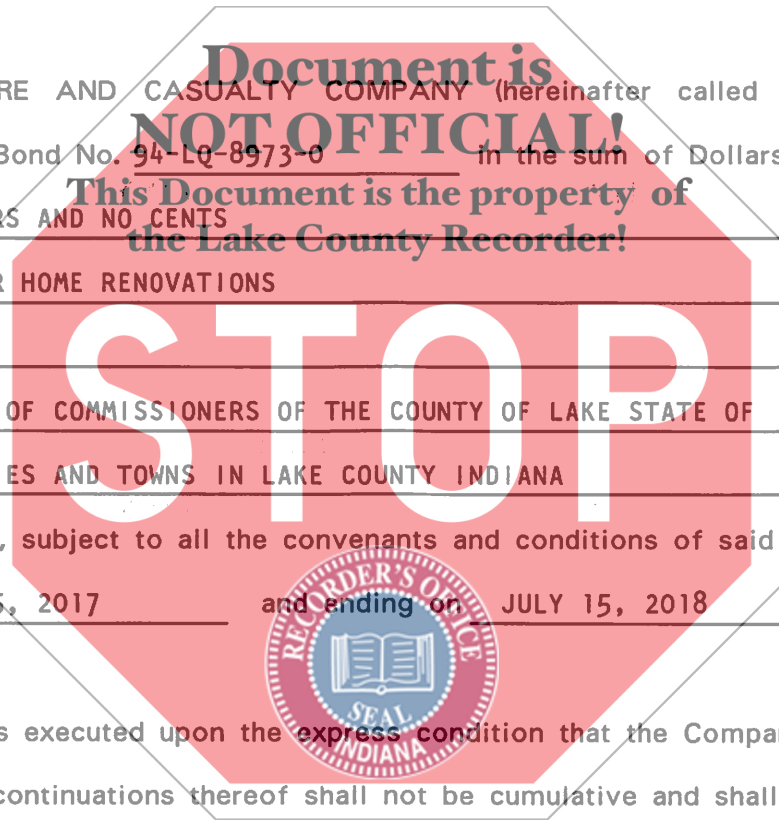 Document is
RE AND CASUALTY COMPANY (hereinafter called
NOT OFFICIAL!
Bond No. 94-LQ-8973-0 in the sum of Dollars
This Document is the property of
RS AND NO CENTS
the Lake County Recorder!
R HOME RENOVATIONS
STOP
OF COMMISSIONERS OF THE COUNTY OF LAKE STATE OF
ES AND TOWNS IN LAKE COUNTY INDIANA
, subject to all the convenants and conditions of said
5, 2017 and ending on JULY 15, 2018
RECORDER'S OFFICE
SEAL
INDIANA
s executed upon the express condition that the Compa
continuations thereof shall not be cumulative and shall